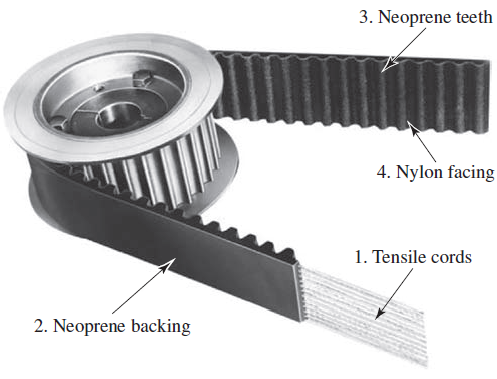 3. Neoprene teeth
4. Nylon facing
1. Tensile cords
2. Neoprene backing